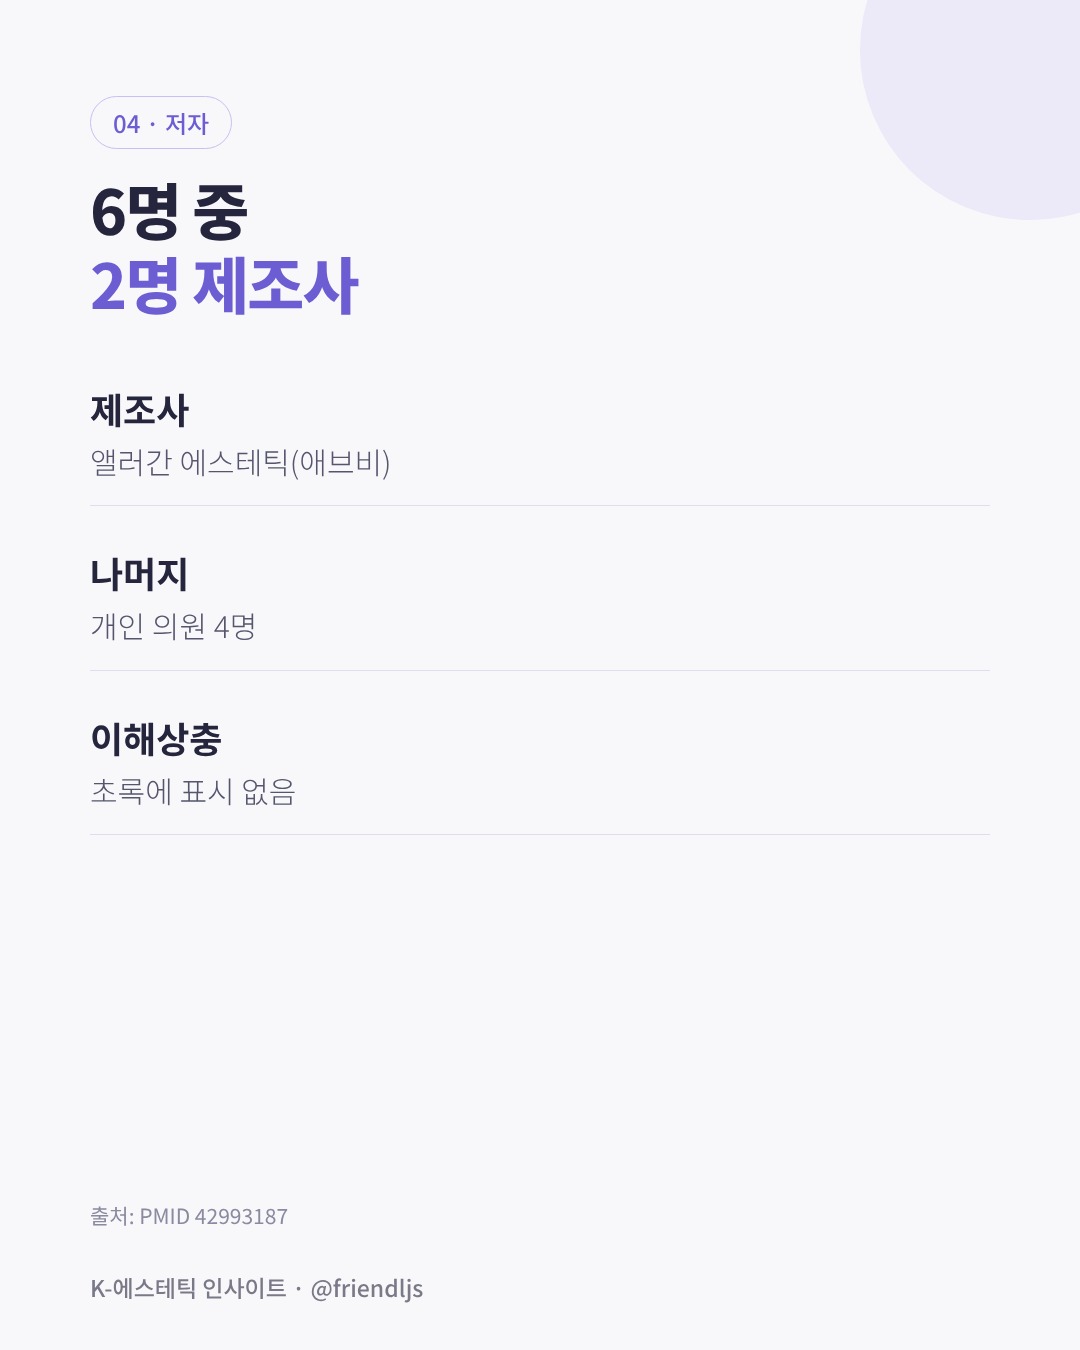 04 · 저자
6명 중
2명 제조사
제조사
앨러간 에스테틱(애브비)
나머지
개인 의원 4명
이해상충
초록에 표시 없음
출처: PMID 42993187
K-에스테틱 인사이트 · @friendljs